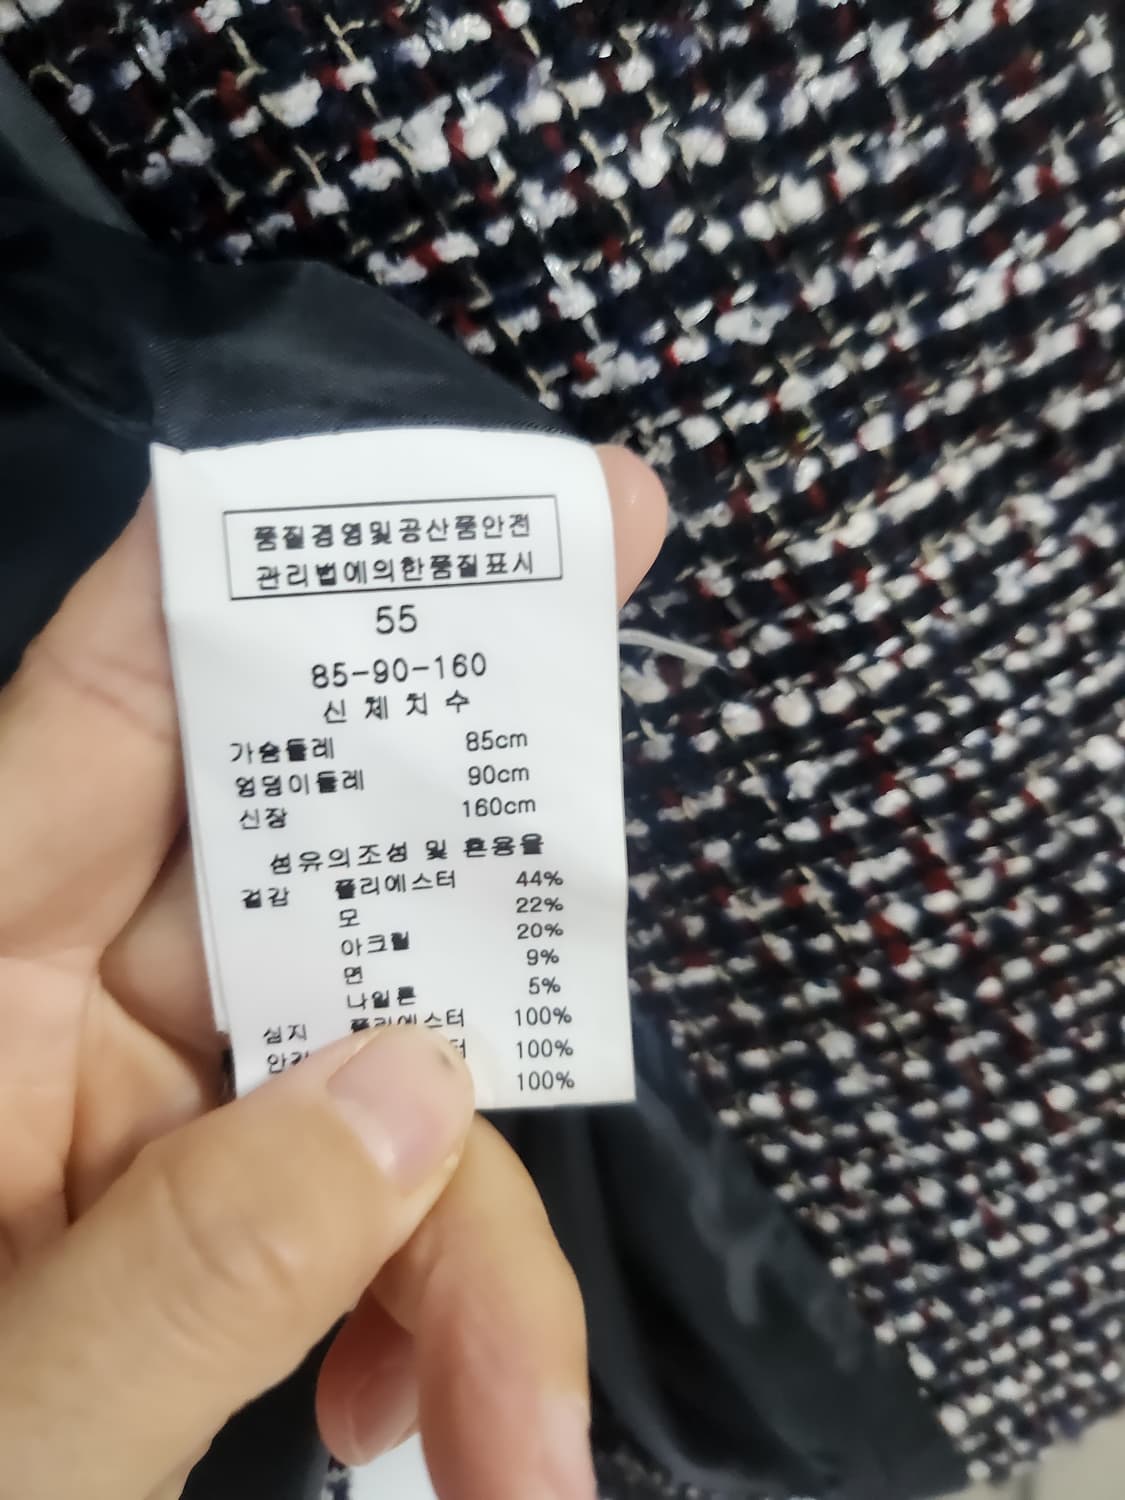 품질경영및공산품안전
관리법에의한품질표시
55
85-90-160
신 체 치 수
가슴둘레 85cm
엉덩이둘레 90cm
신장 160cm
섬유의조성 및 혼용율
겉감 폴리에스터 44%
모 22%
아크릴 20%
면 9%
나일론 5%
심지 폴리에스터 100%
100%
100%